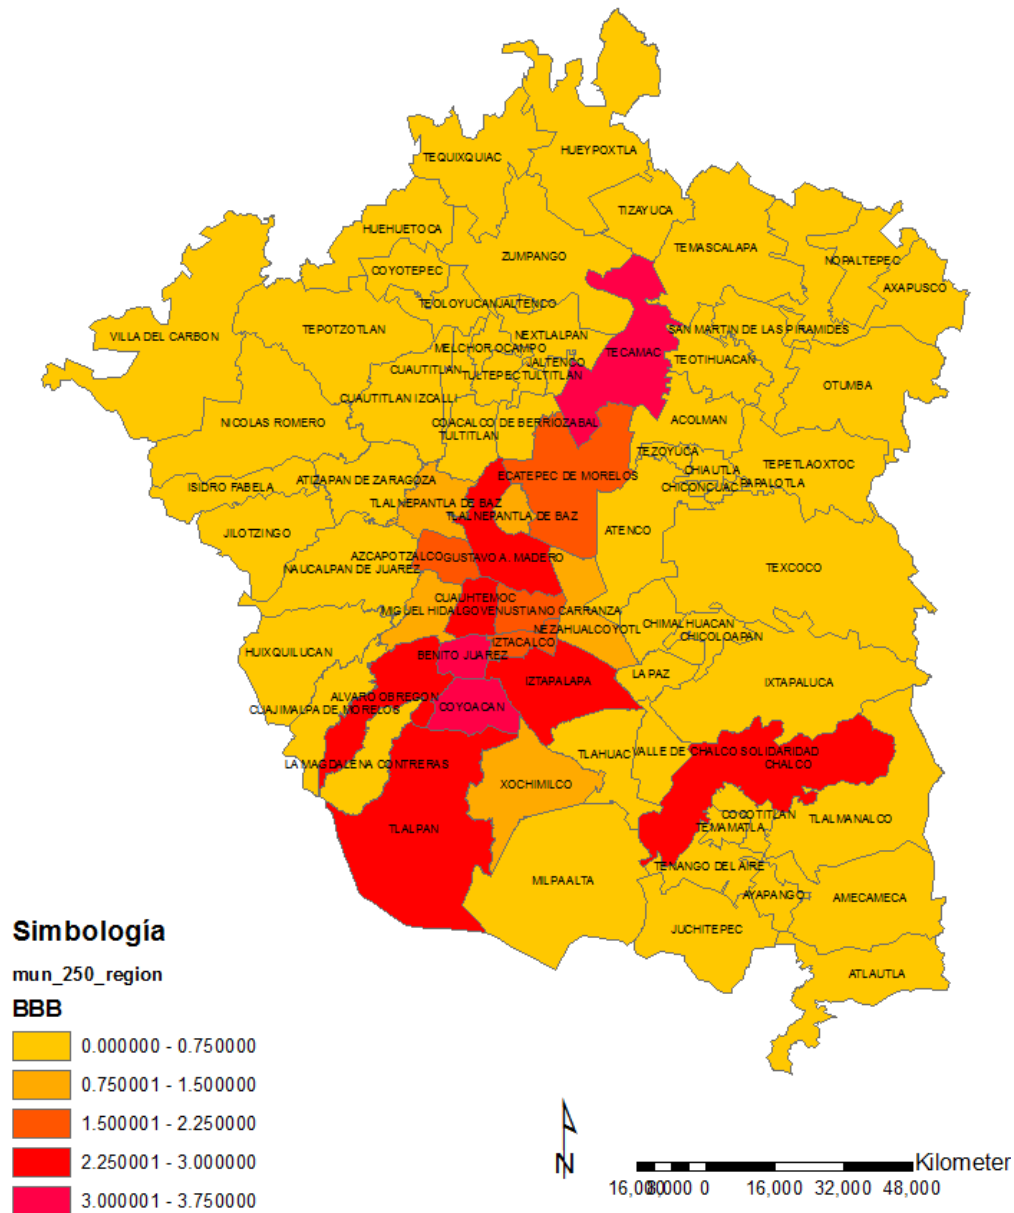 TEQUIXQUIAC
HUEYPOXTLA
TIZAYUCA
HUEHUETOCA
TEMASCALAPA
ZUMPANGO
NOPALTEPEC
COYOTEPEC
AXAPUSCO
TEOLOYUCAN
JALTENCO
VILLA DEL CARBON
TEPOTZOTLAN
NEXTLALPAN
SAN MARTIN DE LAS PIRAMIDES
MELCHOR OCAMPO
TECAMAC
TEOTIHUACAN
JALTENCO
CUAUTITLAN
TULTEPEC
TULTITLAN
OTUMBA
CUAUTITLAN IZCALLI
NICOLAS ROMERO
COACALCO DE BERRIOZABAL
ACOLMAN
TULTITLAN
TEZOYUCA
TEPETLAOXTOC
CHIAUTLA
ECATEPEC DE MORELOS
ATIZAPAN DE ZARAGOZA
PAPALOTLA
ISIDRO FABELA
CHICONCUAC
TLALNEPANTLA DE BAZ
TLALNEPANTLA DE BAZ
ATENCO
JILOTZINGO
AZCAPOTZALCO
GUSTAVO A. MADERO
NAUCALPAN DE JUAREZ
TEXCOCO
CUAUHTEMOC
MIGUEL HIDALGO
VENUSTIANO CARRANZA
CHIMALHUACAN
NEZAHUALCOYOTL
CHICOLOAPAN
IZTACALCO
HUIXQUILUCAN
BENITO JUAREZ
LA PAZ
IZTAPALAPA
IXTAPALUCA
ALVARO OBREGON
COYOACAN
CUAJIMALPA DE MORELOS
TLAHUAC
VALLE DE CHALCO SOLIDARIDAD
LA MAGDALENA CONTRERAS
CHALCO
XOCHIMILCO
COCOTITLAN
TLALMANALCO
TLALPAN
TEMAMATLA
TENANGO DEL AIRE
MILPA ALTA
AYAPANGO
AMECAMECA
JUCHITEPEC
ATLAUTLA
Simbología
mun_250_region
BBB
0.000000 - 0.750000
0.750001 - 1.500000
1.500001 - 2.250000
2.250001 - 3.000000
3.000001 - 3.750000
N
Kilometer
0 16,000 32,000 48,000